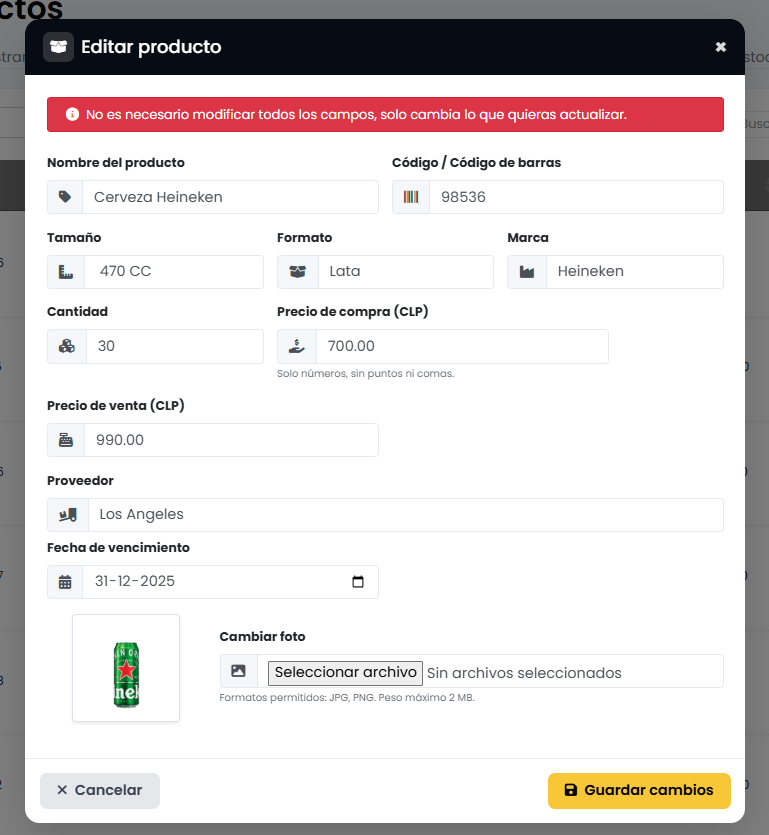 ctos
Editar producto
No es necesario modificar todos los campos, solo cambia lo que quieras actualizar.
Nombre del producto
Código / Código de barras
Cerveza Heineken
98536
Tamaño
Formato
Marca
470 CC
Lata
Heineken
Cantidad
Precio de compra (CLP)
30
700.00
Solo números, sin puntos ni comas.
Precio de venta (CLP)
990.00
Proveedor
Los Angeles
Fecha de vencimiento
31-12-2025
Cambiar foto
Seleccionar archivo Sin archivos seleccionados
Formatos permitidos: JPG, PNG. Peso máximo 2 MB.
Cancelar
Guardar cambios